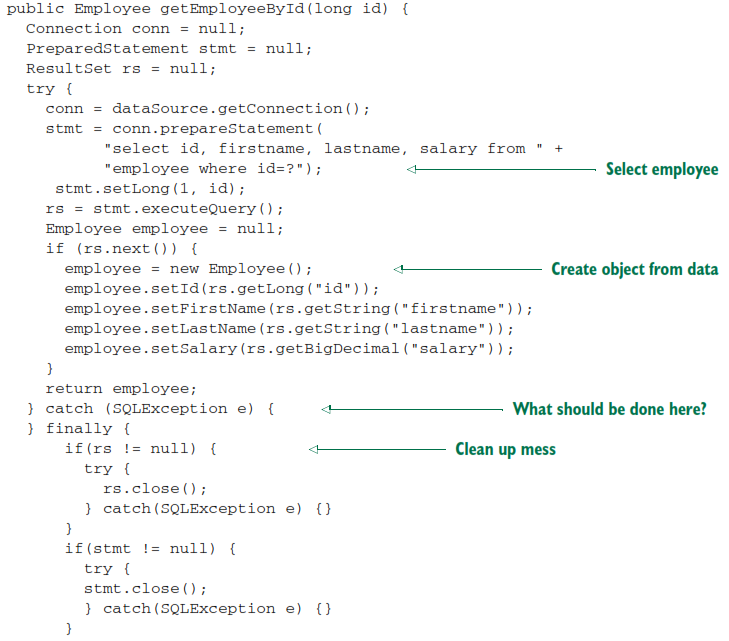 public Employee getEmployeeById(long id) {
  Connection conn = null;
  PreparedStatement stmt = null;
  ResultSet rs = null;
  try {
    conn = dataSource.getConnection();
    stmt = conn.prepareStatement(
          "select id, firstname, lastname, salary from " +
          "employee where id=?"); Select employee
     stmt.setLong(1, id);
    rs = stmt.executeQuery();
    Employee employee = null;
    if (rs.next()) {
      employee = new Employee(); Create object from data
      employee.setId(rs.getLong("id"));
      employee.setFirstName(rs.getString("firstname"));
      employee.setLastName(rs.getString("lastname"));
      employee.setSalary(rs.getBigDecimal("salary"));
    }
    return employee;
  } catch (SQLException e) { What should be done here?
  } finally {
      if(rs != null) { Clean up mess
        try {
          rs.close();
        } catch(SQLException e) {}
      }
      if(stmt != null) {
        try {
        stmt.close();
        } catch(SQLException e) {}
      }